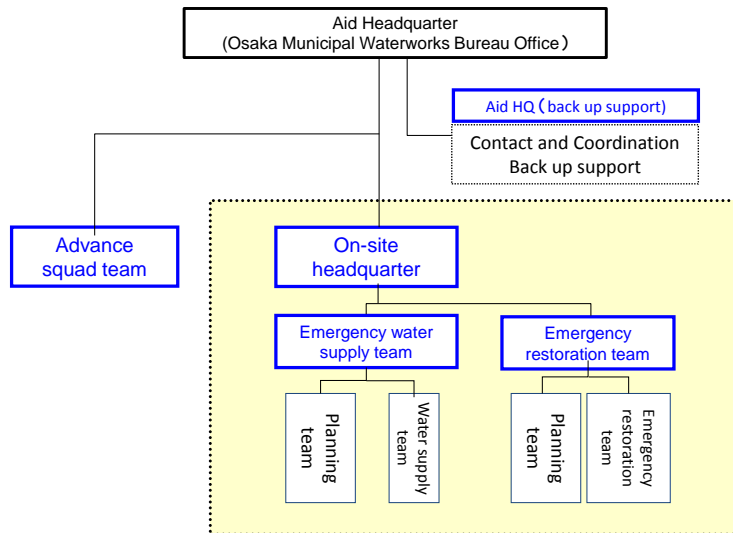 Aid Headquarter
(Osaka Municipal Waterworks Bureau Office）
Aid HQ（back up support)
Contact and Coordination
Back up support
Advance
squad team
On-site
headquarter
Emergency water
supply team
Emergency
restoration team
Planning
team
Water supply
team
Planning
team
Emergency
restoration
team